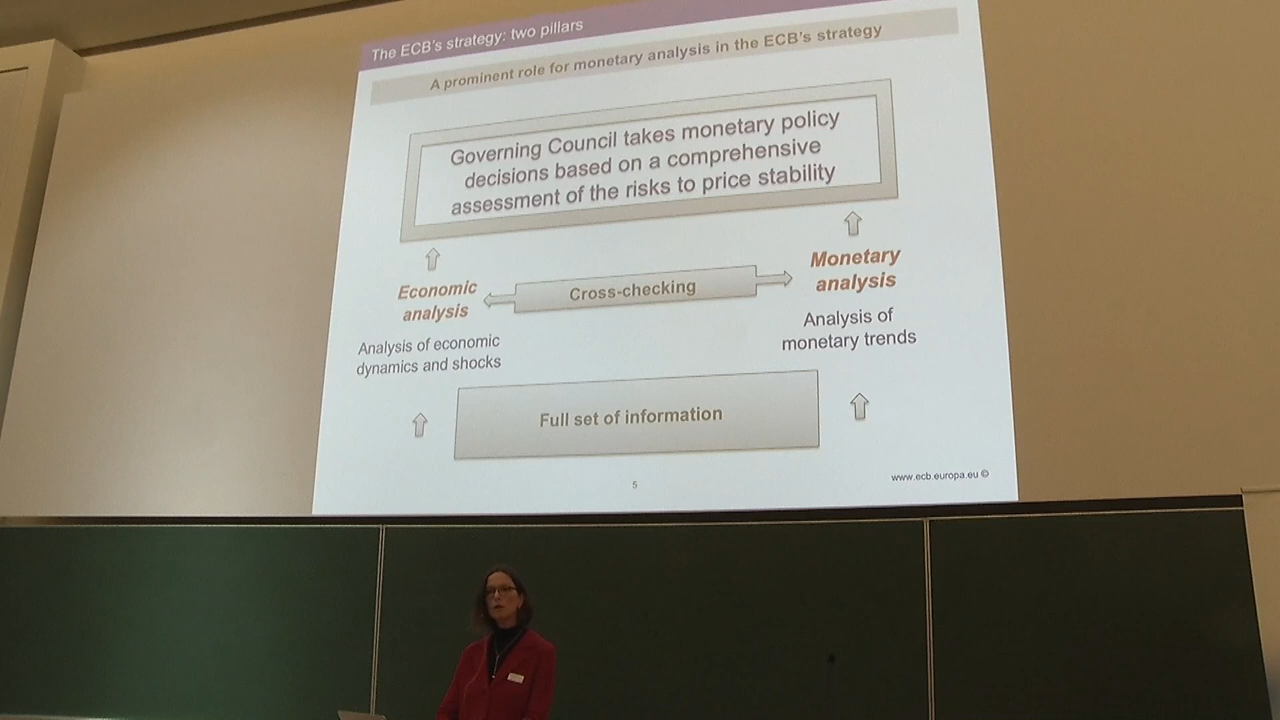 The ECB's strategy: two pillars
A prominent role for monetary analysis in the ECB's strategy
Governing Council takes monetary policy
decisions based on a comprehensive
assessment of the risks to price stability
Economic
analysis
Cross-checking
Monetary
analysis
Analysis of economic
dynamics and shocks
Analysis of
monetary trends
Full set of information
5
www.ecb.europa.eu ©